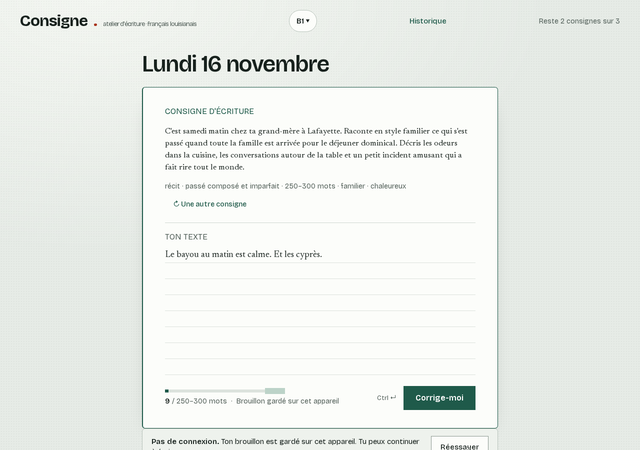 Consigne . atelier d'écriture · français louisianais
B1 ▾
Historique
Reste 2 consignes sur 3
Lundi 16 novembre
CONSIGNE D'ÉCRITURE
C'est samedi matin chez ta grand-mère à Lafayette. Raconte en style familier ce qui s'est
passé quand toute la famille est arrivée pour le déjeuner dominical. Décris les odeurs
dans la cuisine, les conversations autour de la table et un petit incident amusant qui a
fait rire tout le monde.
récit · passé composé et imparfait · 250–300 mots · familier · chaleureux
↻ Une autre consigne
TON TEXTE
Le bayou au matin est calme. Et les cyprès.
9 / 250–300 mots · Brouillon gardé sur cet appareil
Ctrl ↵
Corrige-moi
Pas de connexion. Ton brouillon est gardé sur cet appareil. Tu peux continuer
Réessayer